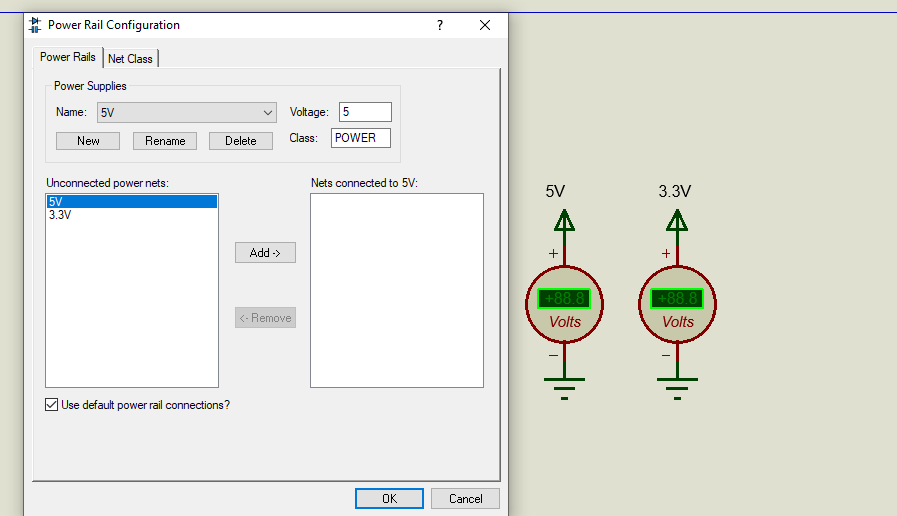 Power Rail Configuration
?
Power Rails
Net Class
Power Supplies
Name: 5V
Voltage: 5
New
Rename
Delete
Class: POWER
Unconnected power nets:
5V
3.3V
Nets connected to 5V:
Add ->
<- Remove
Use default power rail connections?
OK
Cancel
5V
+
+88.8
Volts
−
3.3V
+
+88.8
Volts
−